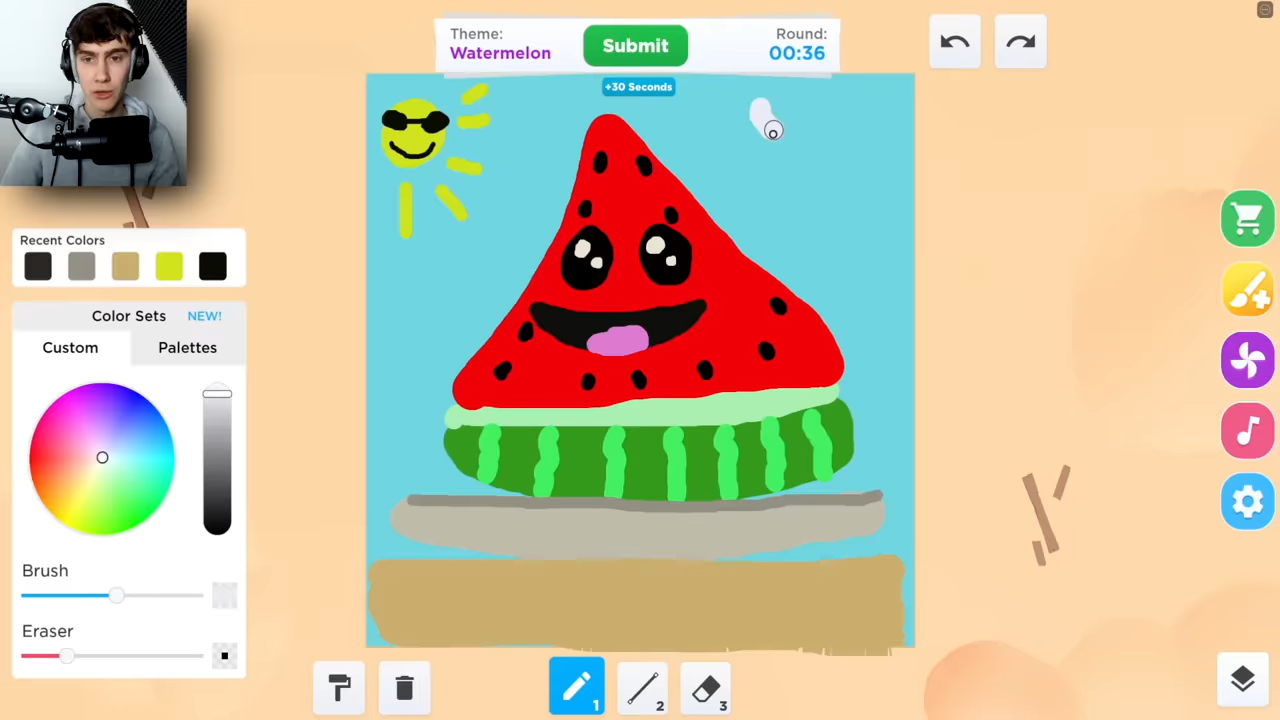 Theme:
Watermelon
Submit
Round:
00:36
+30 Seconds
Recent Colors
Color Sets NEW!
Custom Palettes
Brush
Eraser
1 2 3